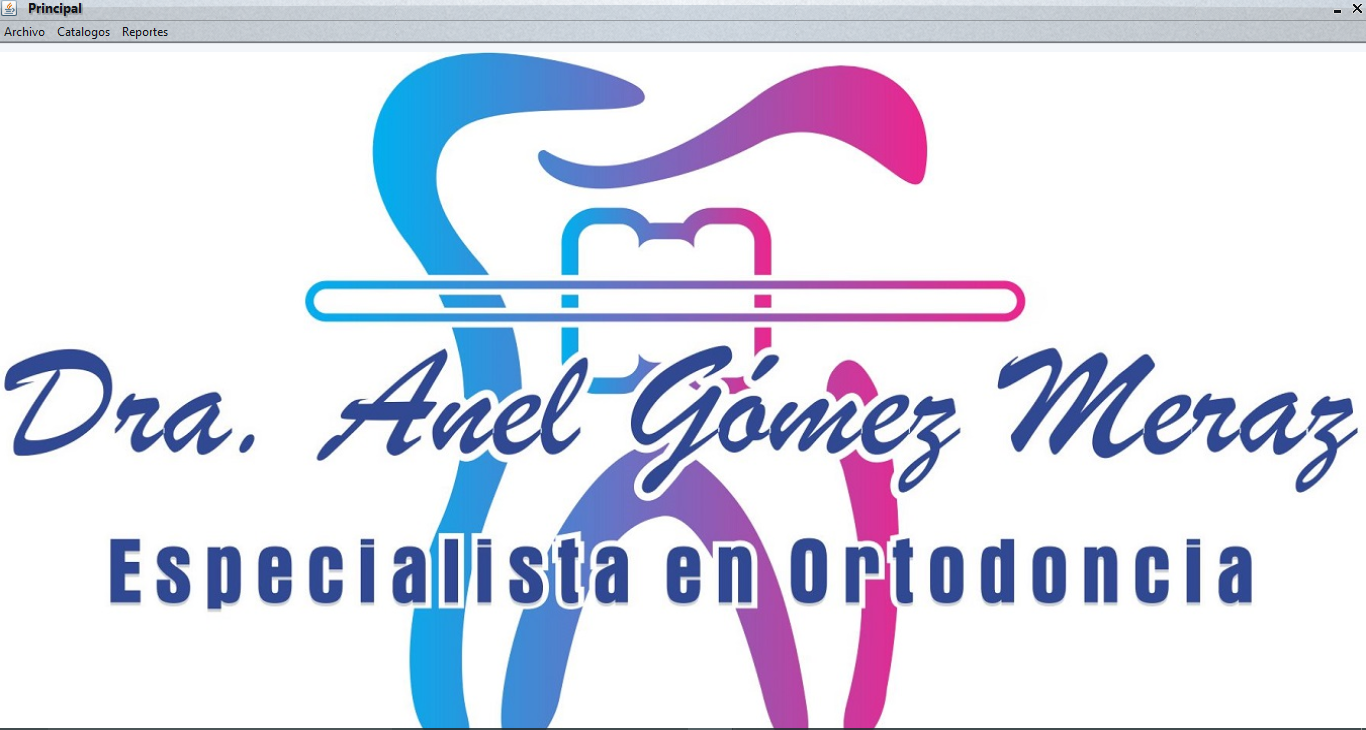 Principal
Archivo Catalogos Reportes
Dra. Anel Gómez Meraz
Especialista en Ortodoncia